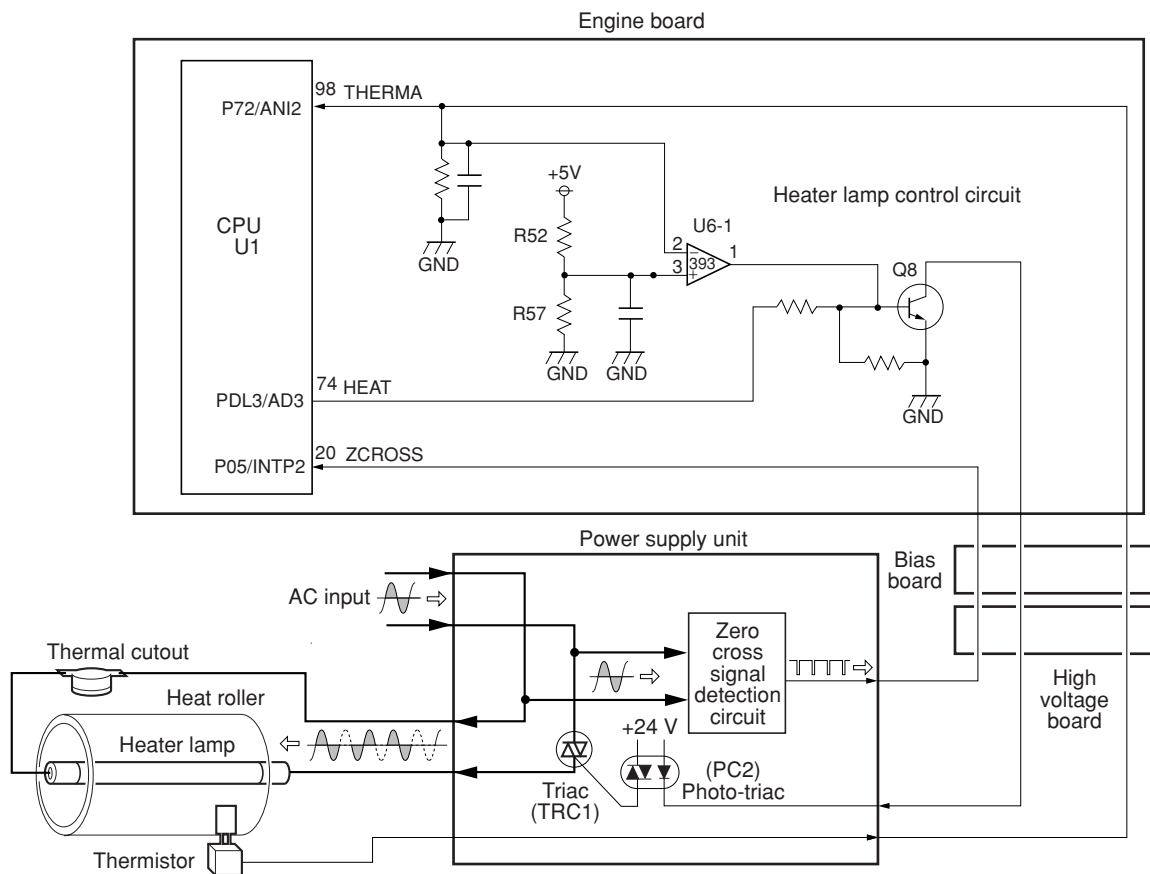 Engine board
98 THERMA
P72/ANI2
+5V
Heater lamp control circuit
CPU
U1
R52
U6-1
2
1
393
3
GND
Q8
R57
GND
GND
74 HEAT
PDL3/AD3
GND
20 ZCROSS
P05/INTP2
Power supply unit
Bias
board
AC input
Zero
cross
signal
detection
circuit
Thermal cutout
Heat roller
High
voltage
board
+24 V
Heater lamp
(PC2)
Photo-triac
Triac
(TRC1)
Thermistor